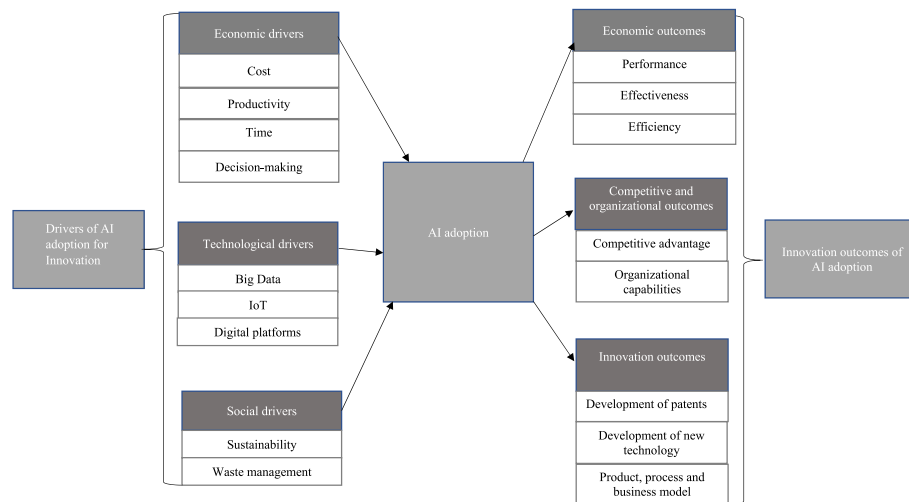 Drivers of AI
adoption for
Innovation
Economic drivers
Cost
Productivity
Time
Decision-making
Technological drivers
Big Data
IoT
Digital platforms
Social drivers
Sustainability
Waste management
AI adoption
Economic outcomes
Performance
Effectiveness
Efficiency
Competitive and
organizational outcomes
Competitive advantage
Organizational
capabilities
Innovation outcomes
Development of patents
Development of new
technology
Product, process and
business model
Innovation outcomes of
AI adoption